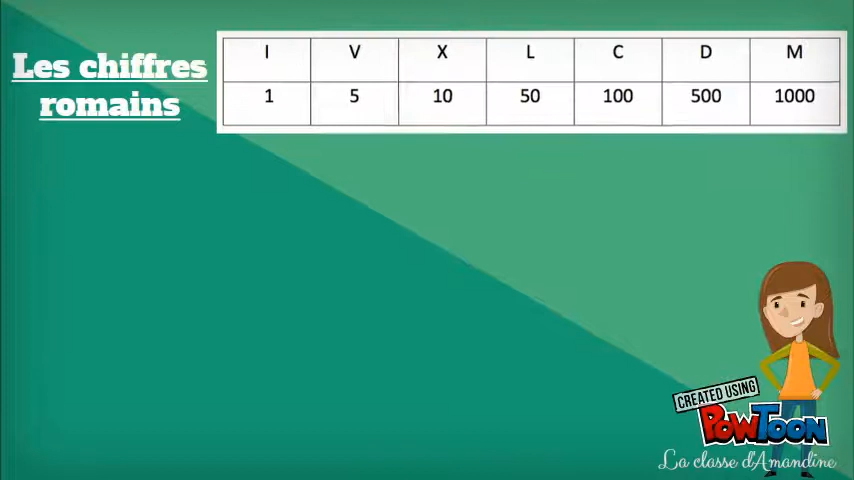 Les chiffres
romains
I V X L C D M
1 5 10 50 100 500 1000
CREATED USING
POWTOON
La classe d'Amandine